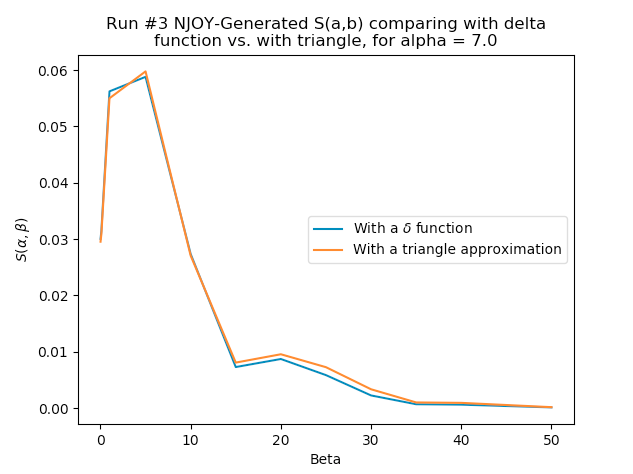 Run #3 NJOY-Generated S(a,b) comparing with delta
function vs. with triangle, for alpha = 7.0
0.06
0.05
0.04
0.03
0.02
0.01
0.00
S(α, β)
With a δ function
With a triangle approximation
0 10 20 30 40 50
Beta